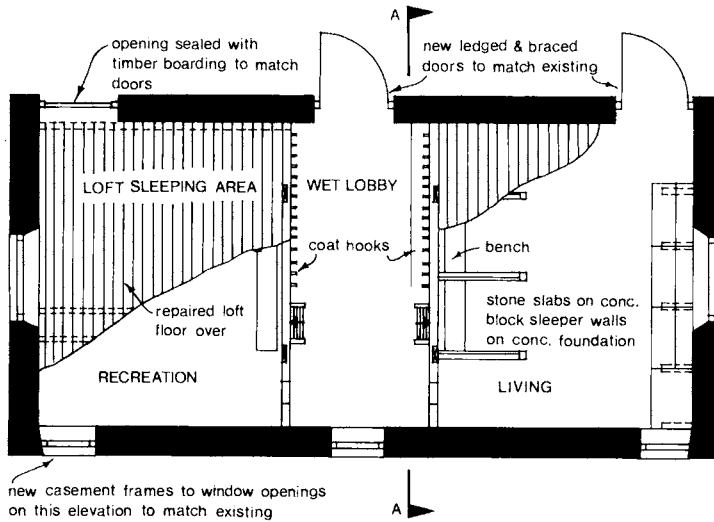 A
opening sealed with
timber boarding to match
doors
new ledged & braced
doors to match existing
LOFT SLEEPING AREA
WET LOBBY
coat hooks
bench
repaired loft
floor over
stone slabs on conc.
block sleeper walls
on conc. foundation
RECREATION
LIVING
new casement frames to window openings
on this elevation to match existing
A